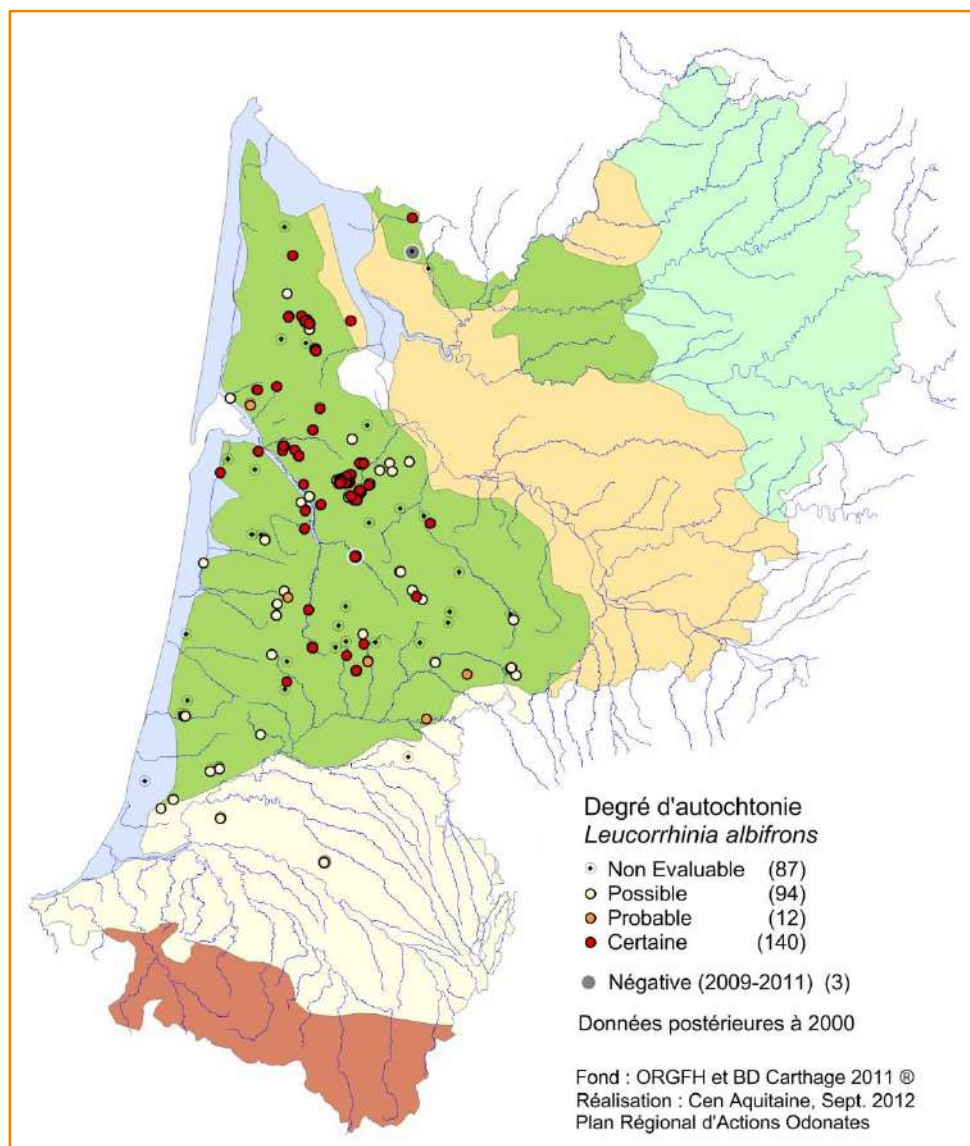 Degré d'autochtonie
Leucorrhinia albifrons
Non Evaluable (87)
Possible (94)
Probable (12)
Certaine (140)
Négative (2009-2011) (3)
Données postérieures à 2000
Fond : ORGFH et BD Carthage 2011 ®
Réalisation : Cen Aquitaine, Sept. 2012
Plan Régional d'Actions Odonates